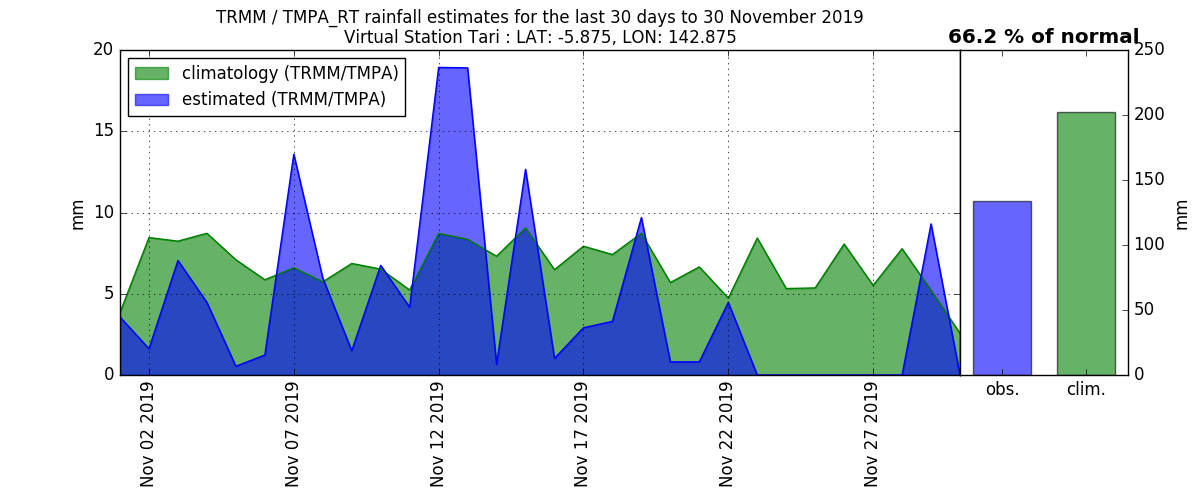 TRMM / TMPA_RT rainfall estimates for the last 30 days to 30 November 2019
Virtual Station Tari : LAT: -5.875, LON: 142.875
66.2 % of normal
climatology (TRMM/TMPA)
estimated (TRMM/TMPA)
20
15
10
5
0
mm
250
200
150
100
50
0
mm
Nov 02 2019
Nov 07 2019
Nov 12 2019
Nov 17 2019
Nov 22 2019
Nov 27 2019
obs.
clim.